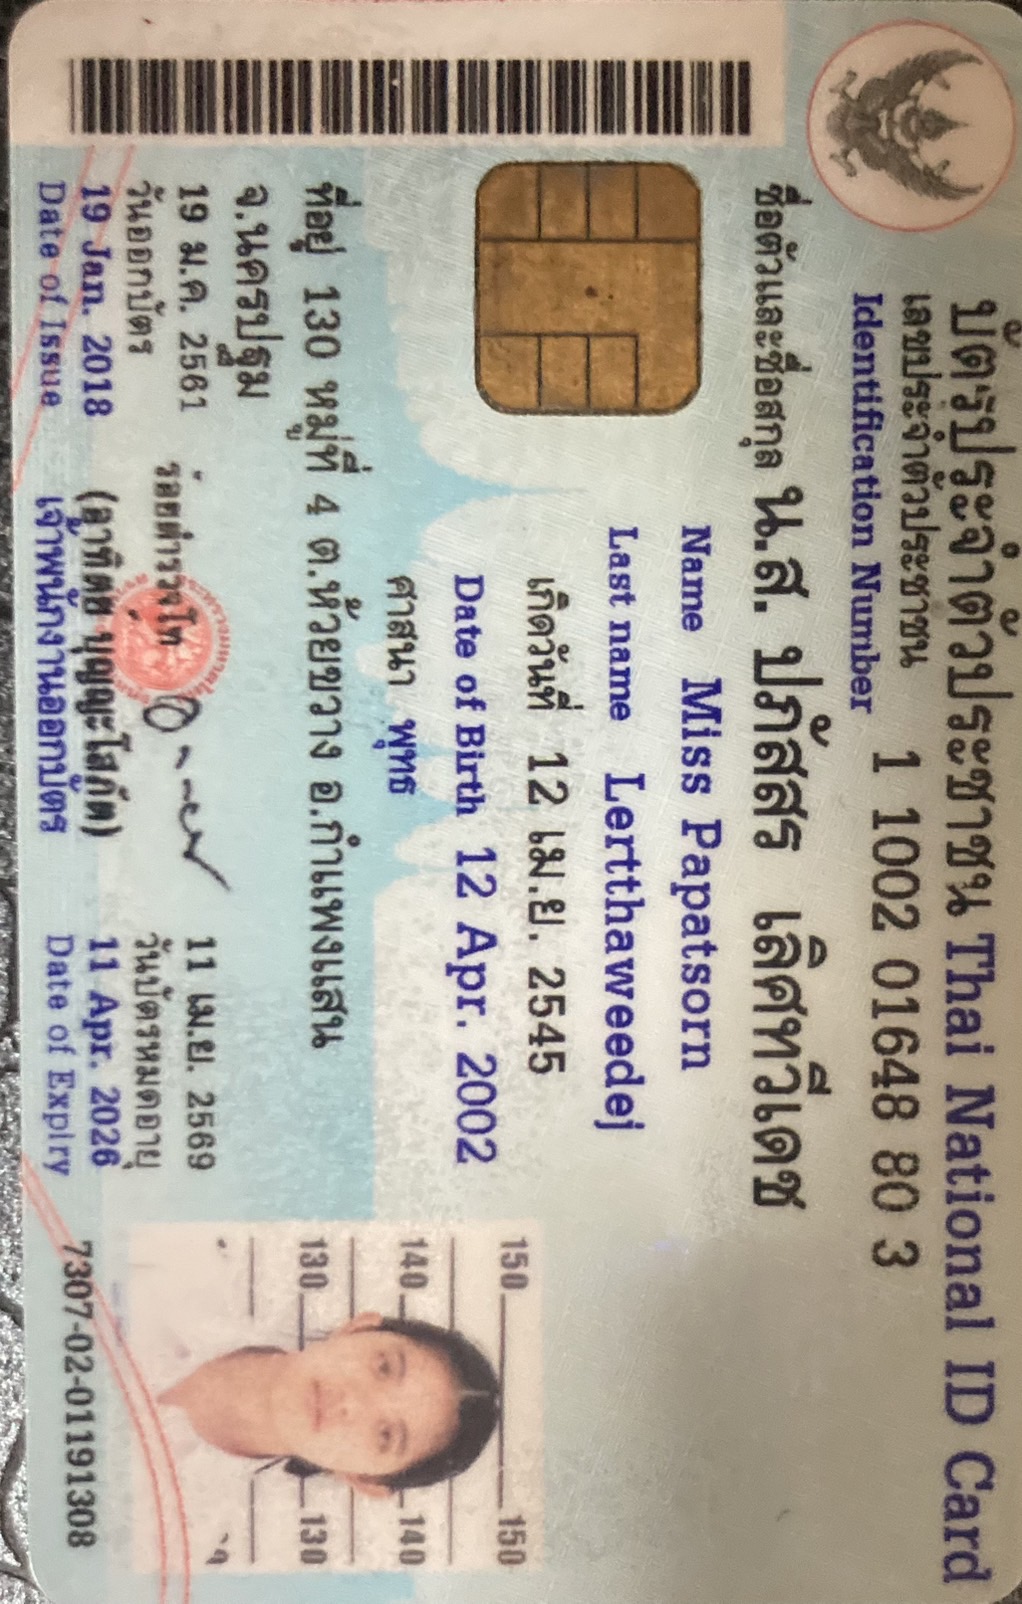 บัตรประจำตัวประชาชน Thai National ID Card
เลขประจำตัวประชาชน 1 1002 01648 80 3
Identification Number
ชื่อตัวและชื่อสกุล น.ส. ปภัสสร เลิศทวีเดช
Name Miss Papatsorn
Last name Lertthaweedej
เกิดวันที่ 12 เม.ย. 2545
Date of Birth 12 Apr. 2002
ศาสนา พุทธ
ที่อยู่ 130 หมู่ที่ 4 ต.ห้วยขวาง อ.กำแพงแสน
จ.นครปฐม
19 ม.ค. 2561
วันออกบัตร
19 Jan. 2018
Date of Issue
ร้อยตำรวจโท
(อาทิตย์ บุญญะโสภัต)
เจ้าพนักงานออกบัตร
11 เม.ย. 2569
วันบัตรหมดอายุ
11 Apr. 2026
Date of Expiry
150 150
140 140
130 130
7307-02-01191308